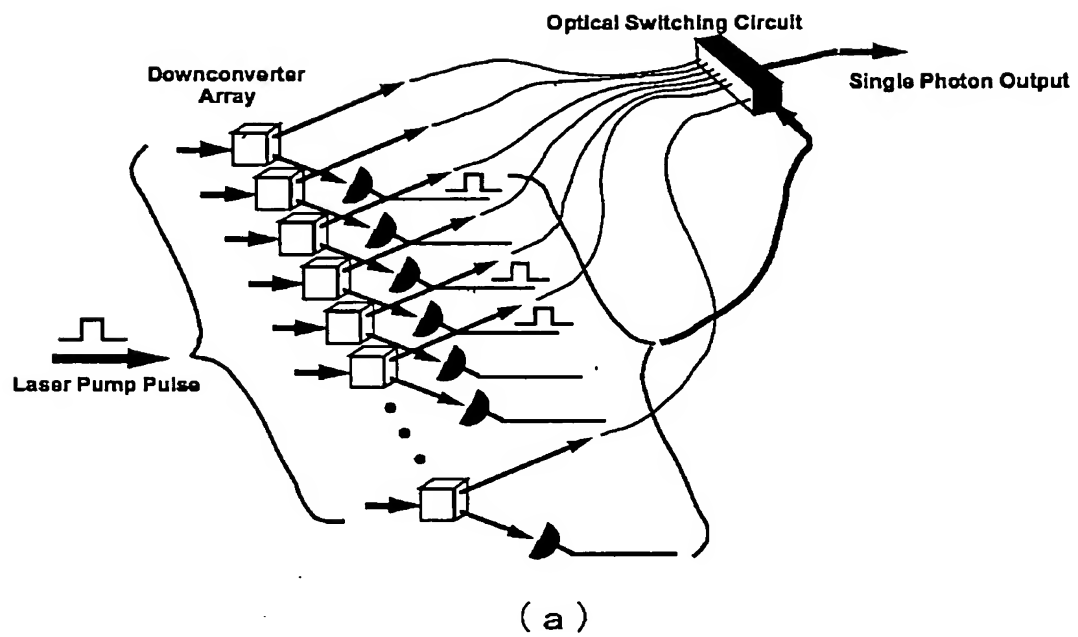 Optical Switching Circuit
Downconverter
Array
Single Photon Output
Laser Pump Pulse
(a)